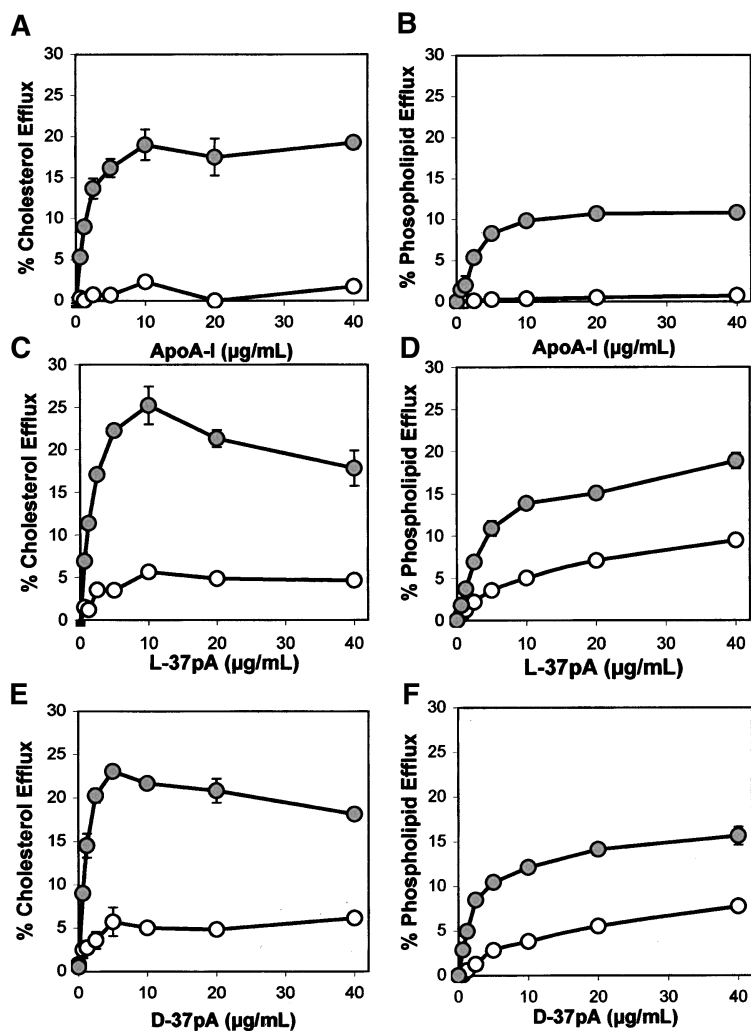 A
% Cholesterol Efflux
30
25
20
15
10
5
0
0 10 20 30 40
ApoA-I (µg/mL)
B
% Phosopholipid Efflux
30
25
20
15
10
5
0
0 10 20 30 40
ApoA-I (µg/mL)
C
% Cholesterol Efflux
30
25
20
15
10
5
0
0 10 20 30 40
L-37pA (µg/mL)
D
% Phospholipid Efflux
30
25
20
15
10
5
0
0 10 20 30 40
L-37pA (µg/mL)
E
% Cholesterol Efflux
30
25
20
15
10
5
0
0 10 20 30 40
D-37pA (µg/mL)
F
% Phospholipid Efflux
30
25
20
15
10
5
0
0 10 20 30 40
D-37pA (µg/mL)